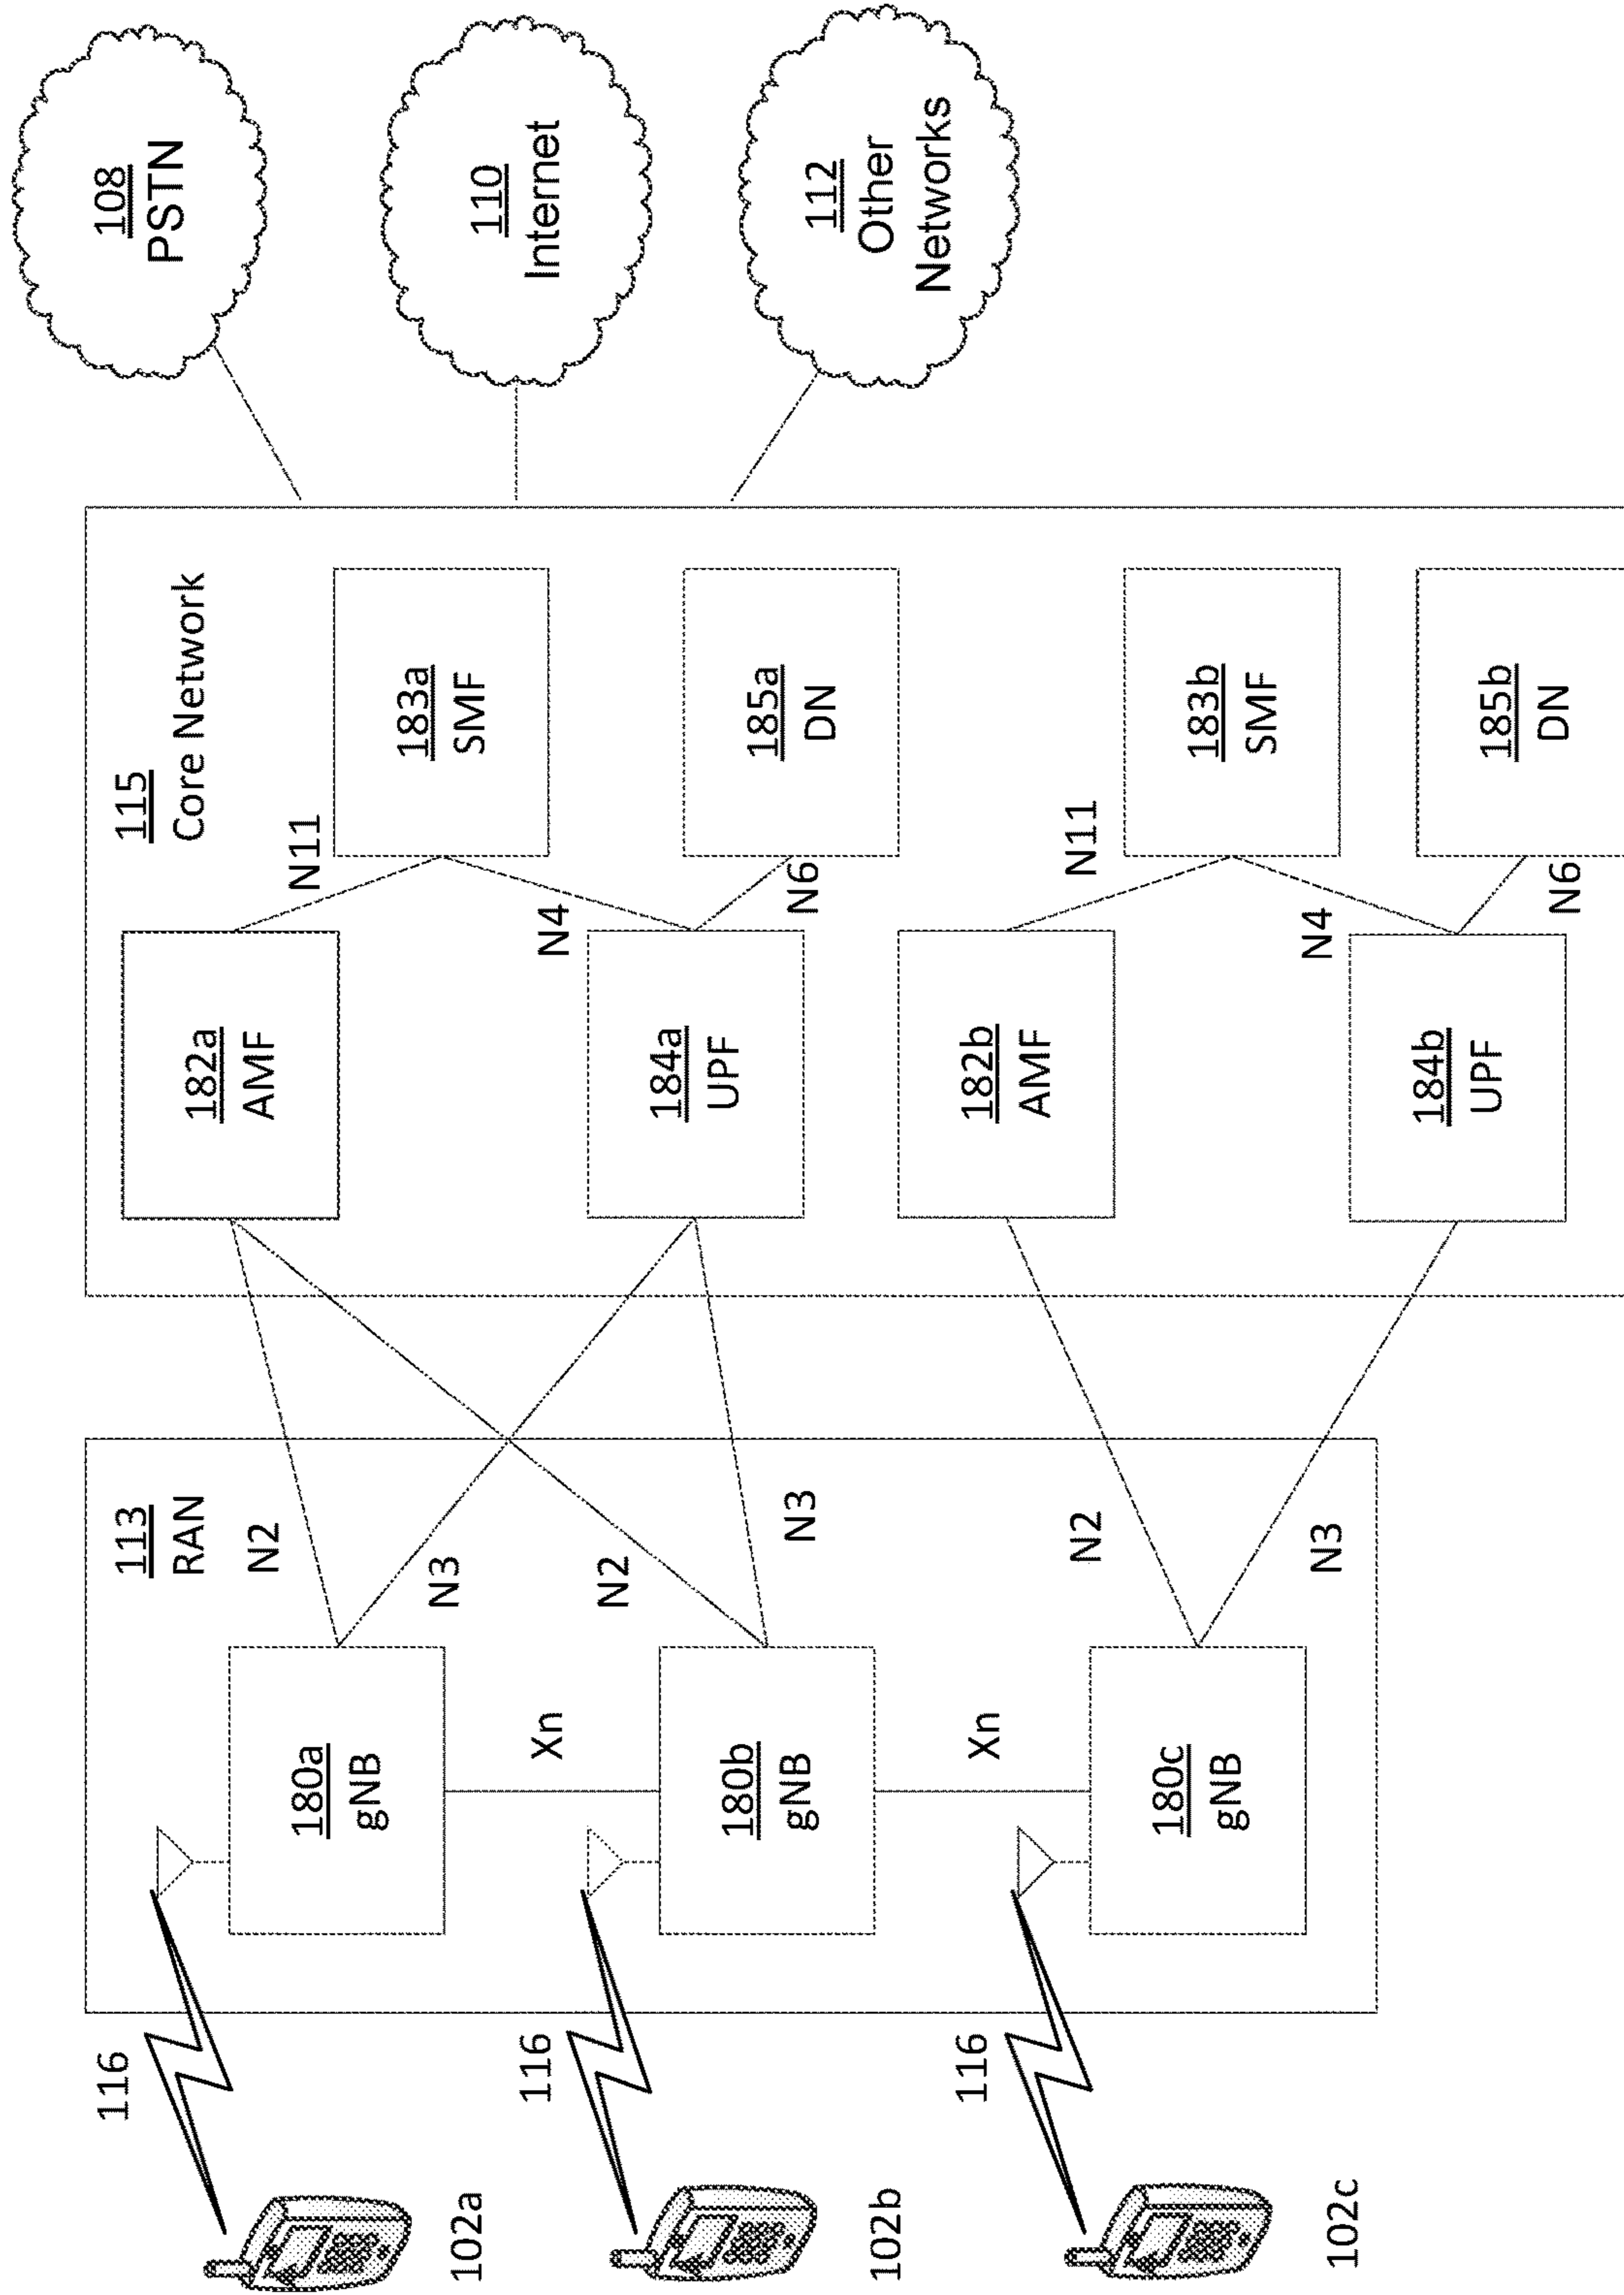 108
PSTN
110
Internet
112
Other
Networks
115
Core Network
N11
183a
SMF
182a
AMF
N4
184a
UPF
N6
185a
DN
N11
183b
SMF
182b
AMF
N4
184b
UPF
N6
185b
DN
113
RAN
N2
N3
N2
N3
N2
N3
180a
gNB
Xn
180b
gNB
Xn
180c
gNB
116
116
116
102a
102b
102c